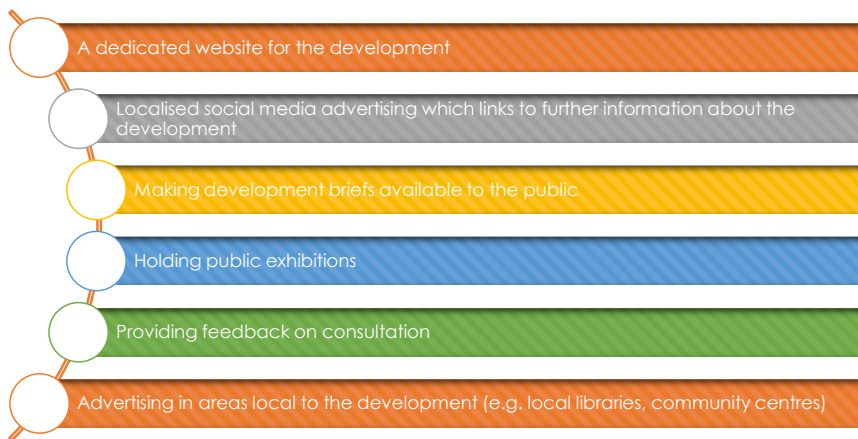 A dedicated website for the development
Localised social media advertising which links to further information about the
development
Making development briefs available to the public
Holding public exhibitions
Providing feedback on consultation
Advertising in areas local to the development (e.g. local libraries, community centres)